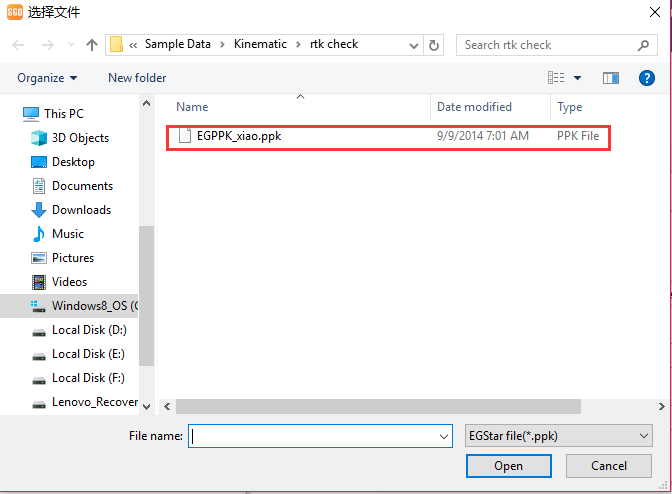 SGO 选择文件
« Sample Data Kinematic rtk check Search rtk check
Organize New folder
This PC
3D Objects
Desktop
Documents
Downloads
Music
Pictures
Videos
Windows8_OS (C
Local Disk (D:)
Local Disk (E:)
Local Disk (F:)
Lenovo_Recover
Name Date modified Type
EGPPK_xiao.ppk 9/9/2014 7:01 AM PPK File
File name: EGStar file(*.ppk)
Open Cancel